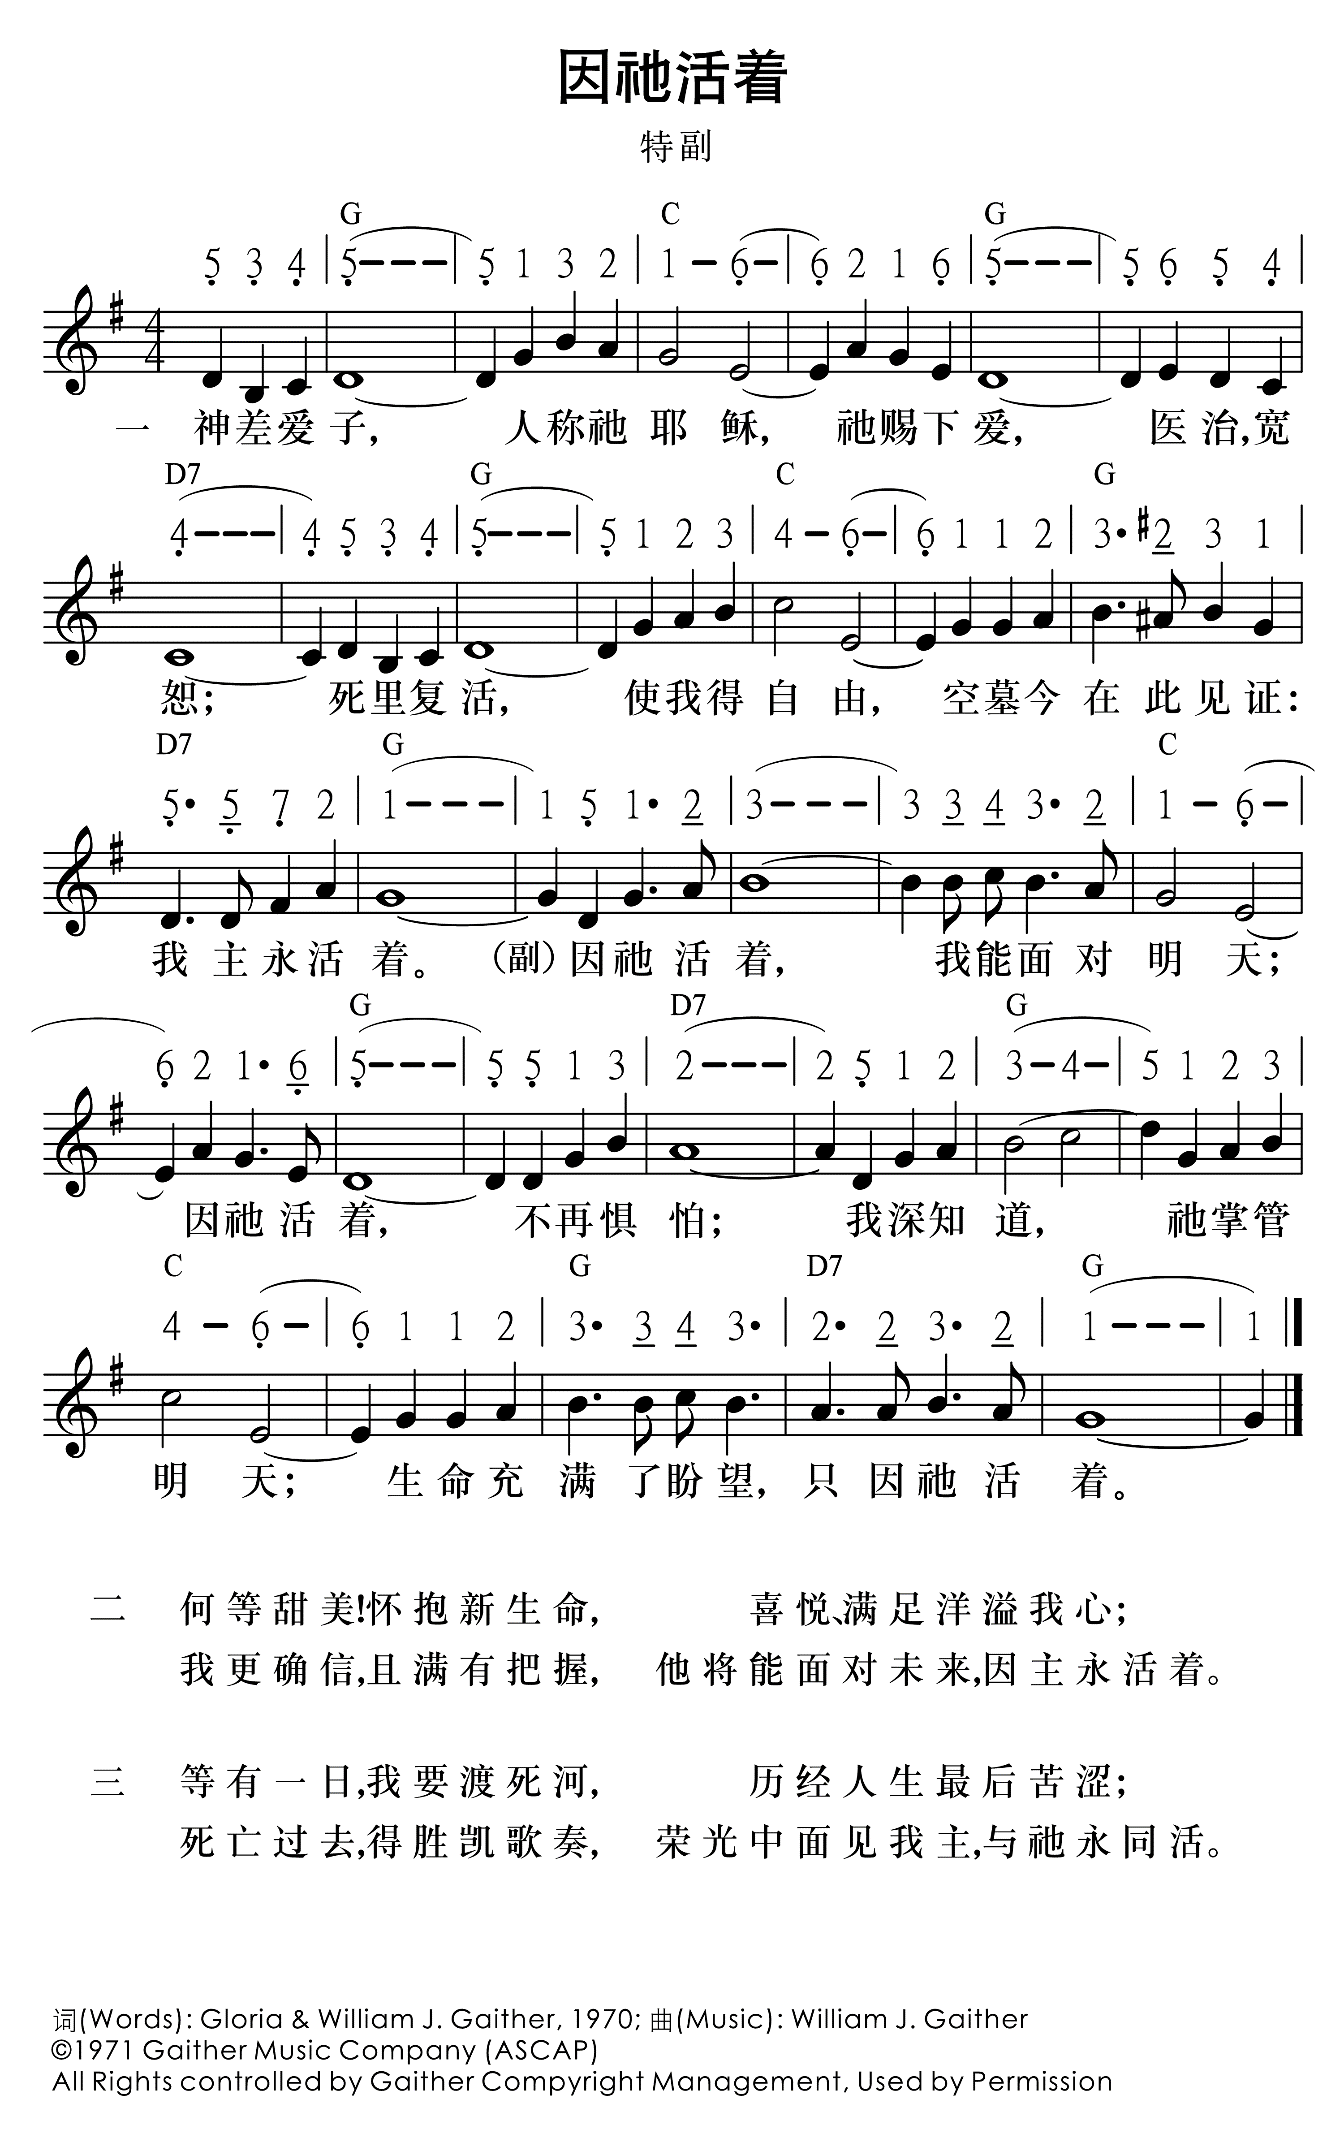 因祂活着
特副
G C G
5 3 4 | 5 - - - | 5 1 3 2 | 1 - 6 - | 6 2 1 6 | 5 - - - | 5 6 5 4 |
4
4
一 神差爱子, 人称祂耶稣, 祂赐下爱, 医治,宽
D7 G C G
4 - - - | 4 5 3 4 | 5 - - - | 5 1 2 3 | 4 - 6 - | 6 1 1 2 | 3· #2 3 1 |
恕; 死里复活, 使我得自由, 空墓今在此见证:
D7 G C
5· 5 7 2 | 1 - - - | 1 5 1· 2 | 3 - - - | 3 3 4 3· 2 | 1 - 6 - |
我主永活着。 (副)因祂活着, 我能面对明天;
G D7 G
6 2 1· 6 | 5 - - - | 5 5 1 3 | 2 - - - | 2 5 1 2 | 3 - 4 - | 5 1 2 3 |
因祂活着, 不再惧怕; 我深知道, 祂掌管
C G D7 G
4 - 6 - | 6 1 1 2 | 3· 3 4 3· | 2· 2 3· 2 | 1 - - - | 1 ‖
明天; 生命充满了盼望,只因祂活着。
二 何等甜美!怀抱新生命, 喜悦、满足洋溢我心;
我更确信,且满有把握, 他将能面对未来,因主永活着。
三 等有一日,我要渡死河, 历经人生最后苦涩;
死亡过去,得胜凯歌奏, 荣光中面见我主,与祂永同活。
词(Words): Gloria & William J. Gaither, 1970; 曲(Music): William J. Gaither
©1971 Gaither Music Company (ASCAP)
All Rights controlled by Gaither Compyright Management, Used by Permission